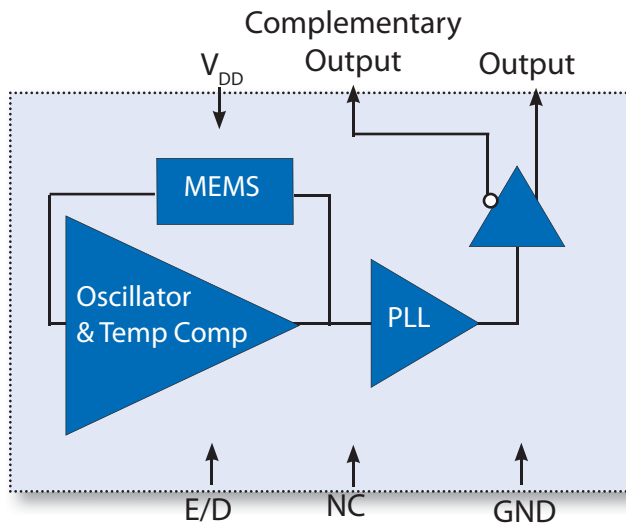 Complementary
Output
Output
VDD
MEMS
Oscillator
& Temp Comp
PLL
E/D
NC
GND